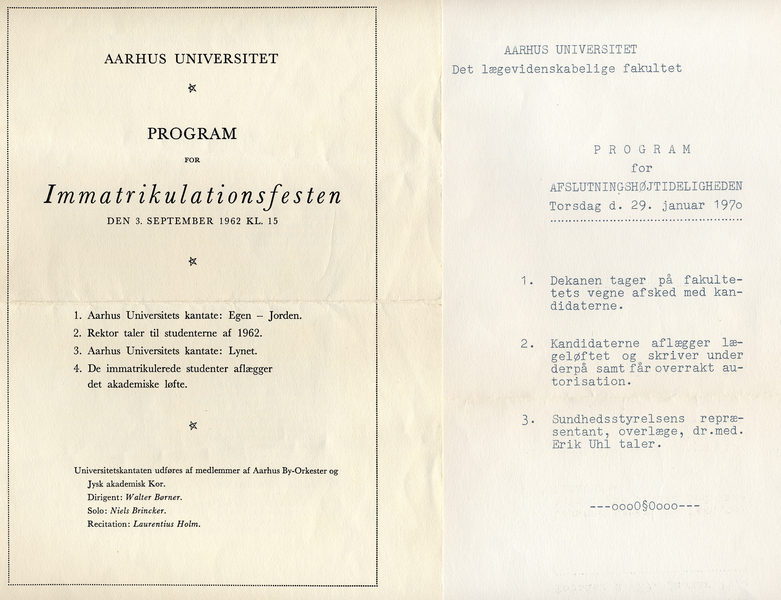 AARHUS UNIVERSITET
PROGRAM
FOR
Immatrikulationsfesten
DEN 3. SEPTEMBER 1962 KL. 15
1. Aarhus Universitets kantate: Egen – Jorden.
2. Rektor taler til studenterne af 1962.
3. Aarhus Universitets kantate: Lynet.
4. De immatrikulerede studenter aflægger
det akademiske løfte.
Universitetskantaten udføres af medlemmer af Aarhus By-Orkester og
Jysk akademisk Kor.
Dirigent: Walter Børner.
Solo: Niels Brincker.
Recitation: Laurentius Holm.
AARHUS UNIVERSITET
Det lægevidenskabelige fakultet
P R O G R A M
for
AFSLUTNINGSHØJTIDELIGHEDEN
Torsdag d. 29. januar 1970
1. Dekanen tager på fakulte-
tets vegne afsked med kan-
didaterne.
2. Kandidaterne aflægger læ-
geløftet og skriver under
derpå samt får overrakt au-
torisation.
3. Sundhedsstyrelsens repræ-
sentant, overlæge, dr.med.
Erik Uhl taler.
---oooO§Oooo---